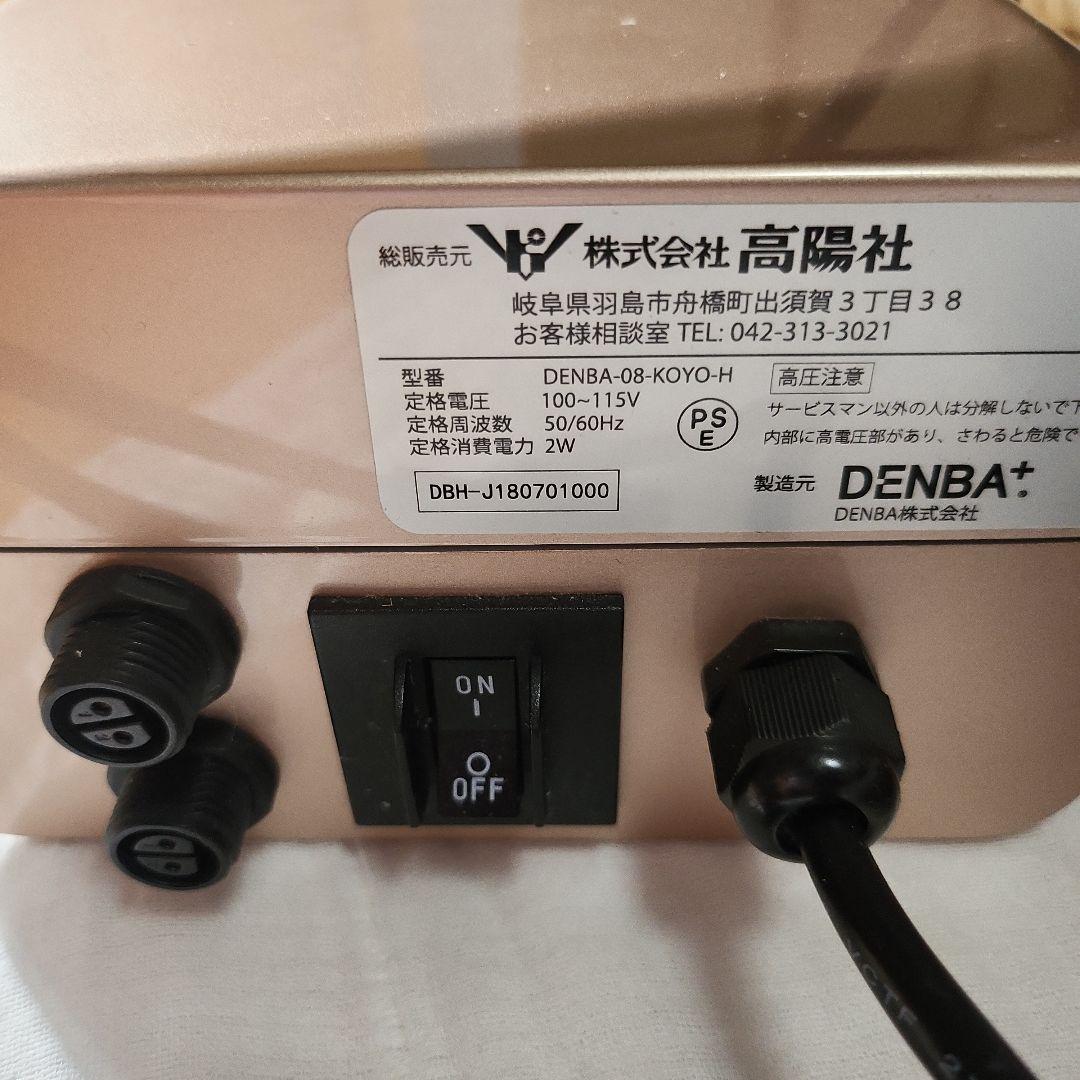 総販売元 株式会社 高陽社
岐阜県羽島市舟橋町出須賀3丁目38
お客様相談室 TEL: 042-313-3021
型番 DENBA-08-KOYO-H 高圧注意
定格電圧 100~115V
定格周波数 50/60Hz
定格消費電力 2W
PS
E
サービスマン以外の人は分解しないで下
内部に高電圧部があり、さわると危険で
DBH-J180701000
製造元 DENBA+
DENBA株式会社
ON
I
O
OFF